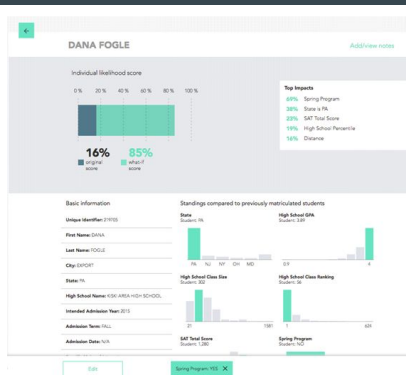 ←
DANA FOGLE
Add/view notes
Individual likelihood score
0 % 20 % 40 % 60 % 80 % 100 %
16% 85%
original score
what-if score
Top Impacts
69% Spring Program
38% State is PA
23% SAT Total Score
19% High School Percentile
16% Distance
Basic information
Unique Identifier:
First Name: DANA
Last Name: FOGLE
City: EXPORT
State: PA
High School Name: KISKI AREA HIGH SCHOOL
Intended Admission Year: 2015
Admission Term: FALL
Admission Date: N/A
Standings compared to previously matriculated students
State
Student: PA
PA NJ NY OH MD
High School GPA
Student: 3.89
0.9 4
High School Class Size
Student: 302
21 1581
High School Class Ranking
Student: 56
1 624
SAT Total Score
Student: 1,280
Spring Program
Student: NO
Edit
Spring Program: YES X